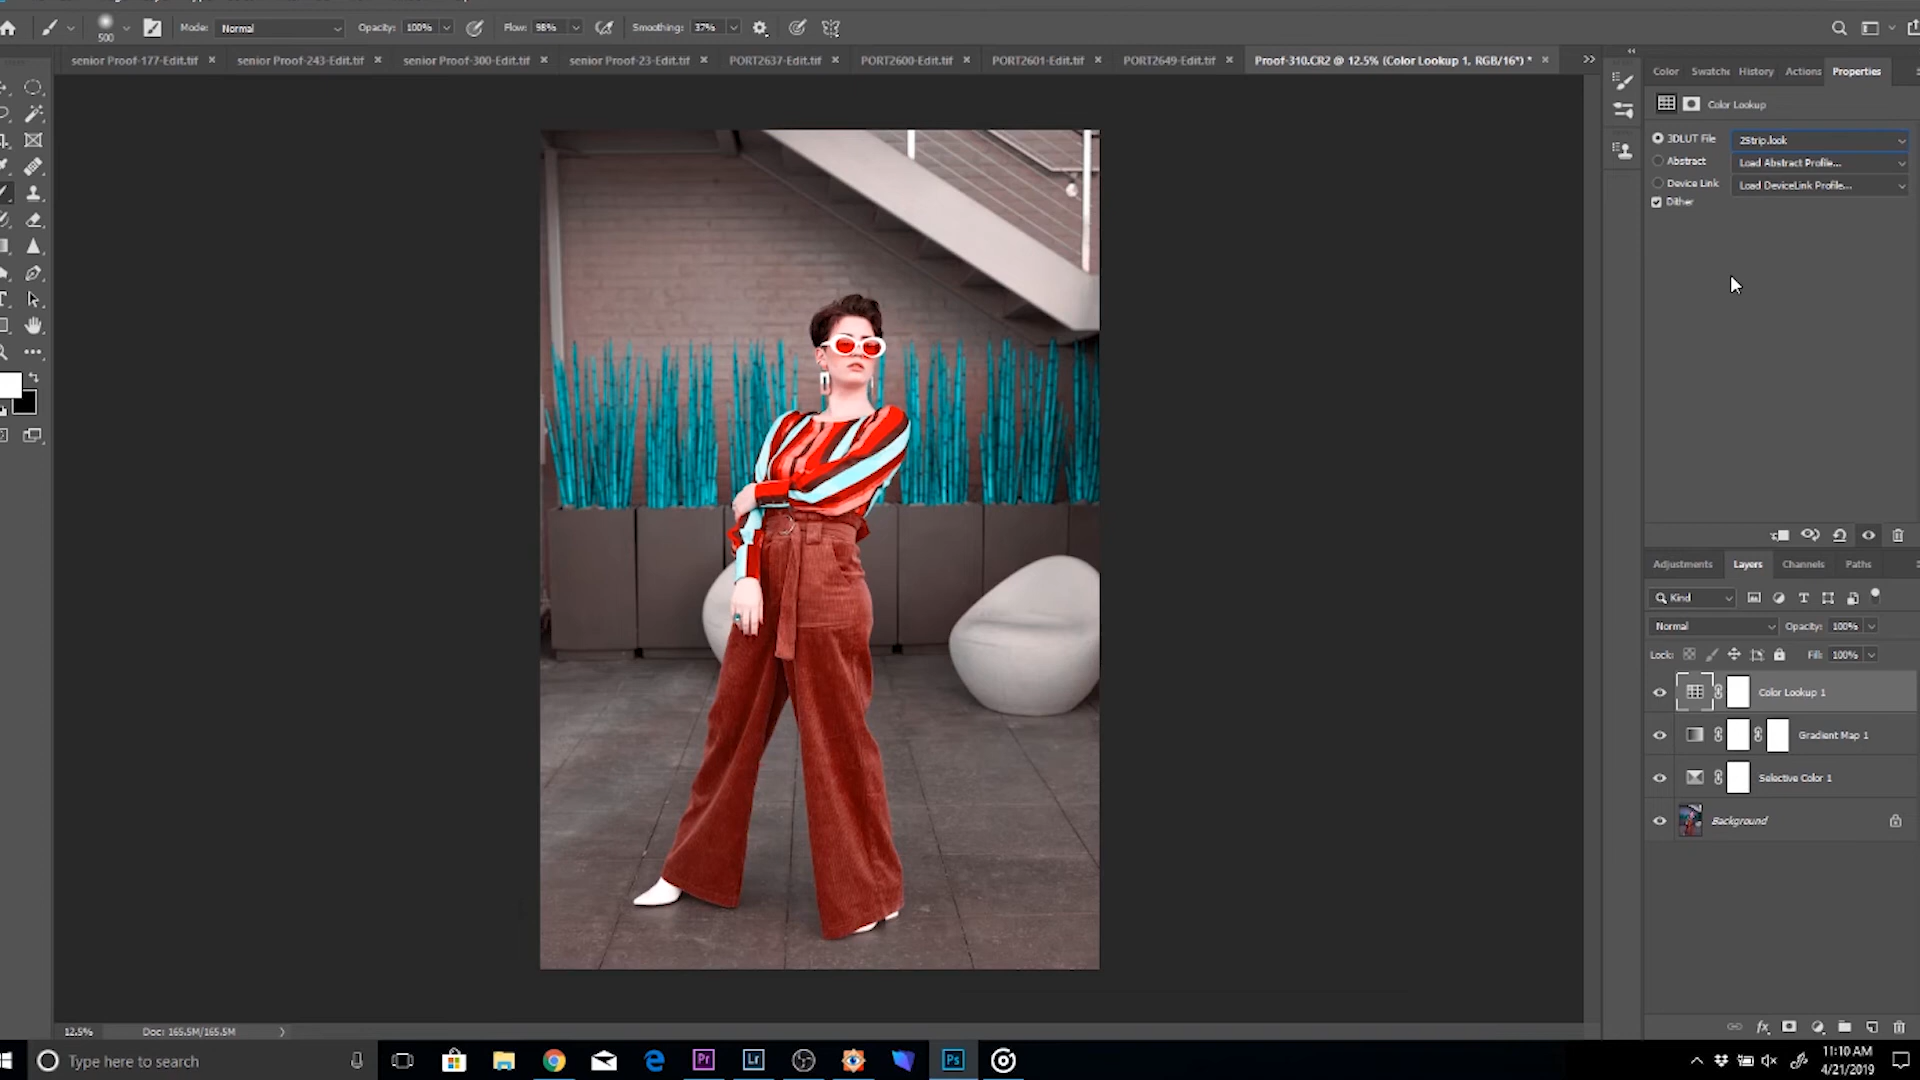 500 Mode: Normal Opacity: 100% Flow: 98% Smoothing: 37%
senior Proof-177-Edit.tif senior Proof-243-Edit.tif senior Proof-300-Edit.tif senior Proof-23-Edit.tif PORT2637-Edit.tif PORT2600-Edit.tif PORT2601-Edit.tif PORT2649-Edit.tif Proof-310.CR2 @ 12.5% (Color Lookup 1, RGB/16*) *
Color Swatche History Actions Properties
Color Lookup
3DLUT File 2Strip.look
Abstract Load Abstract Profile...
Device Link Load DeviceLink Profile...
Dither
Adjustments Layers Channels Paths
Kind
Normal Opacity: 100%
Lock: Fill: 100%
Color Lookup 1
Gradient Map 1
Selective Color 1
Background
12.5% Doc: 165.5M/165.5M
Type here to search
Pr Lr Ps
11:10 AM
4/21/2019